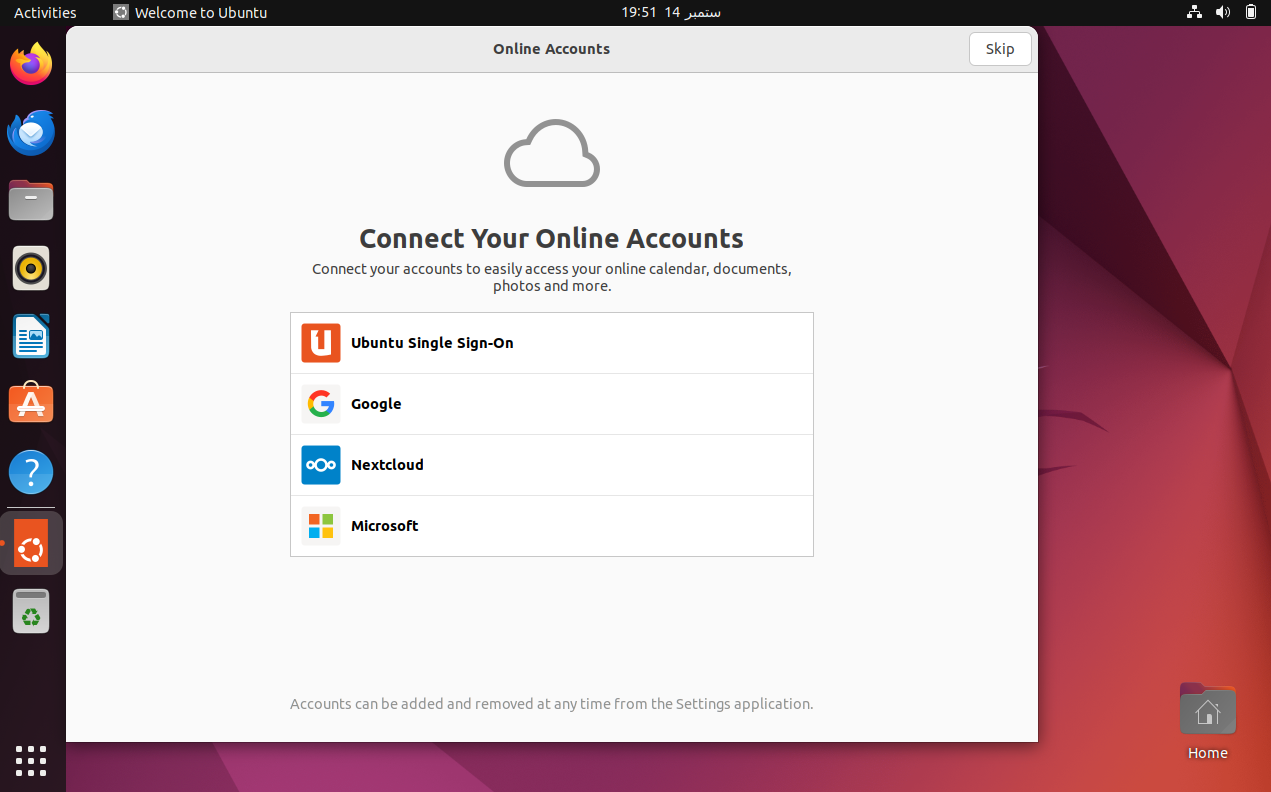 Activities
Welcome to Ubuntu
19:51 14 ستمبر
Online Accounts
Skip
Connect Your Online Accounts
Connect your accounts to easily access your online calendar, documents,
photos and more.
Ubuntu Single Sign-On
Google
Nextcloud
Microsoft
Accounts can be added and removed at any time from the Settings application.
Home